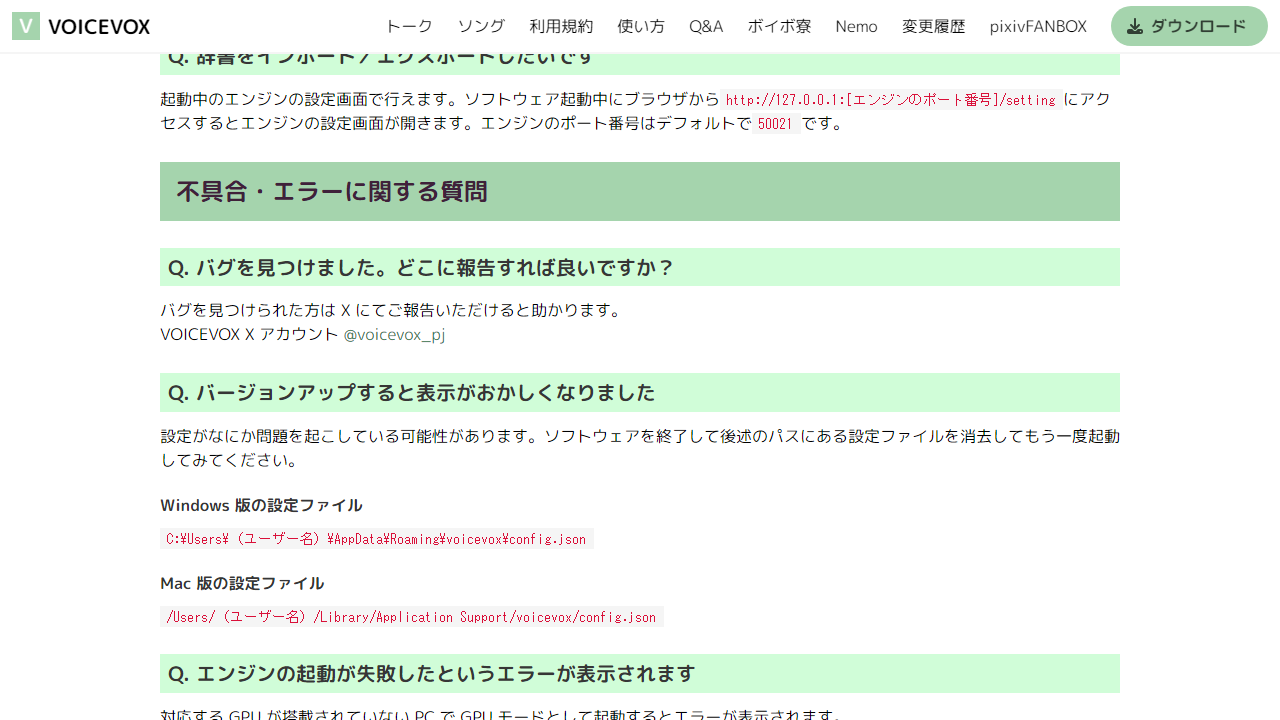 VOICEVOX トーク ソング 利用規約 使い方 Q&A ボイボ寮 Nemo 変更履歴 pixivFANBOX ダウンロード
Q. 辞書をインポート／エクスポートしたいです
起動中のエンジンの設定画面で行えます。ソフトウェア起動中にブラウザから http://127.0.0.1:[エンジンのポート番号]/setting にアク
セスするとエンジンの設定画面が開きます。エンジンのポート番号はデフォルトで 50021 です。
不具合・エラーに関する質問
Q. バグを見つけました。どこに報告すれば良いですか？
バグを見つけられた方は X にてご報告いただけると助かります。
VOICEVOX X アカウント @voicevox_pj
Q. バージョンアップすると表示がおかしくなりました
設定がなにか問題を起こしている可能性があります。ソフトウェアを終了して後述のパスにある設定ファイルを消去してもう一度起動
してみてください。
Windows 版の設定ファイル
C:¥Users¥（ユーザー名）¥AppData¥Roaming¥voicevox¥config.json
Mac 版の設定ファイル
/Users/（ユーザー名）/Library/Application Support/voicevox/config.json
Q. エンジンの起動が失敗したというエラーが表示されます
対応する GPU が搭載されていない PC で GPU モードとして起動するとエラーが表示されます。